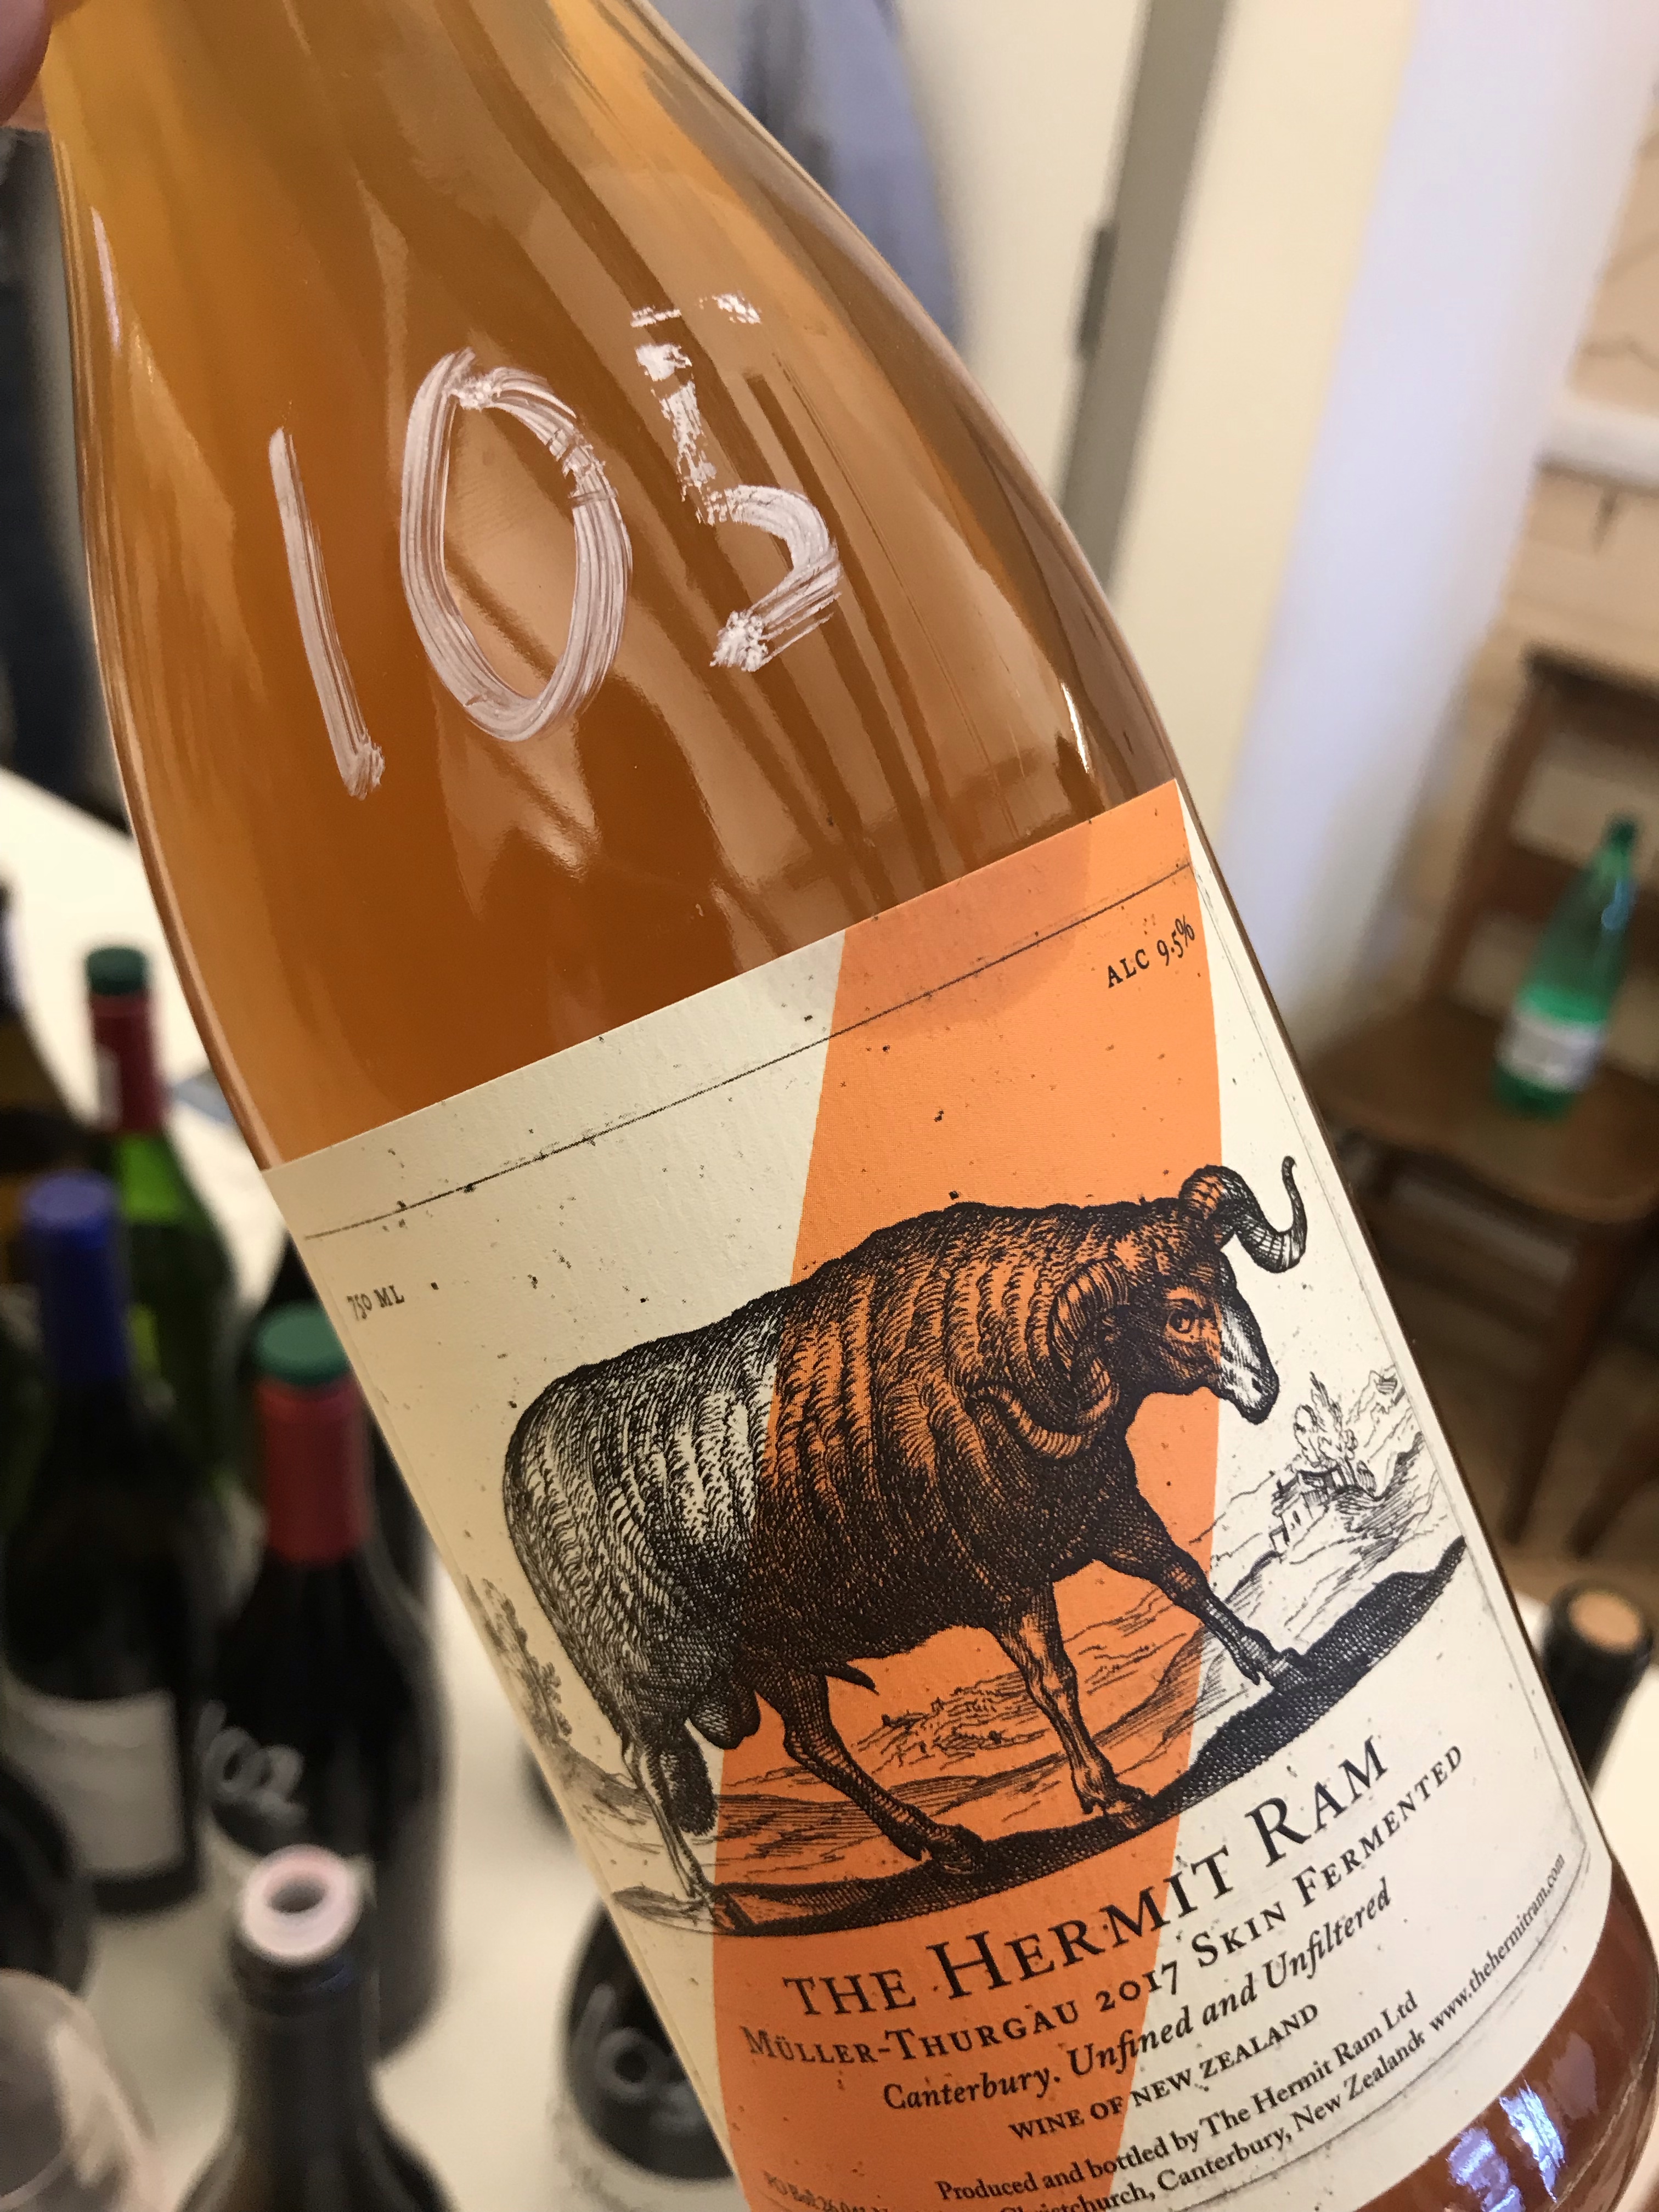 105
ALC 9.5%
750 ML
THE HERMIT RAM
MÜLLER-THURGAU 2017 SKIN FERMENTED
Canterbury. Unfined and Unfiltered
WINE OF NEW ZEALAND
Produced and bottled by The Hermit Ram Ltd
Christchurch, Canterbury, New Zealand www.thehermitram.com
102